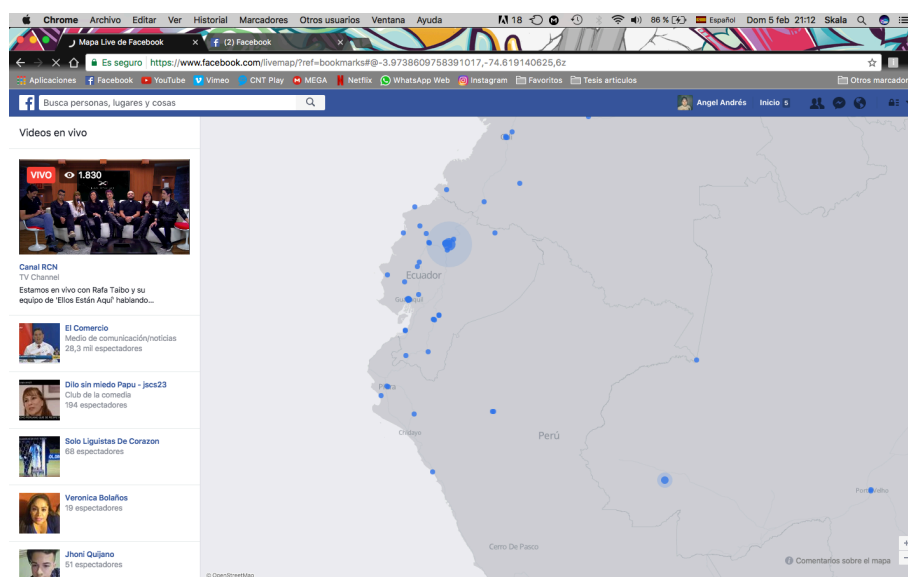 Chrome Archivo Editar Ver Historial Marcadores Otros usuarios Ventana Ayuda 18 86 % Español Dom 5 feb 21:12 Skala
Mapa Live de Facebook × (2) Facebook ×
Es seguro https://www.facebook.com/livemap/?ref=bookmarks#@-3.9738609758391017,-74.619140625,6z
Aplicaciones Facebook YouTube Vimeo CNT Play MEGA Netflix WhatsApp Web Instagram Favoritos Tesis articulos Otros marcador
Busca personas, lugares y cosas Angel Andrés Inicio 5
Videos en vivo
VIVO 1.830
Canal RCN
TV Channel
Estamos en vivo con Rafa Taibo y su
equipo de 'Ellos Están Aquí' hablando...
El Comercio
Medio de comunicación/noticias
28,3 mil espectadores
Dilo sin miedo Papu - jscs23
Club de la comedia
194 espectadores
Solo Liguistas De Corazon
68 espectadores
Veronica Bolaños
19 espectadores
Jhoni Quijano
51 espectadores
Ecuador
Perú
Cerro De Pasco
Comentarios sobre el mapa
© OpenStreetMap